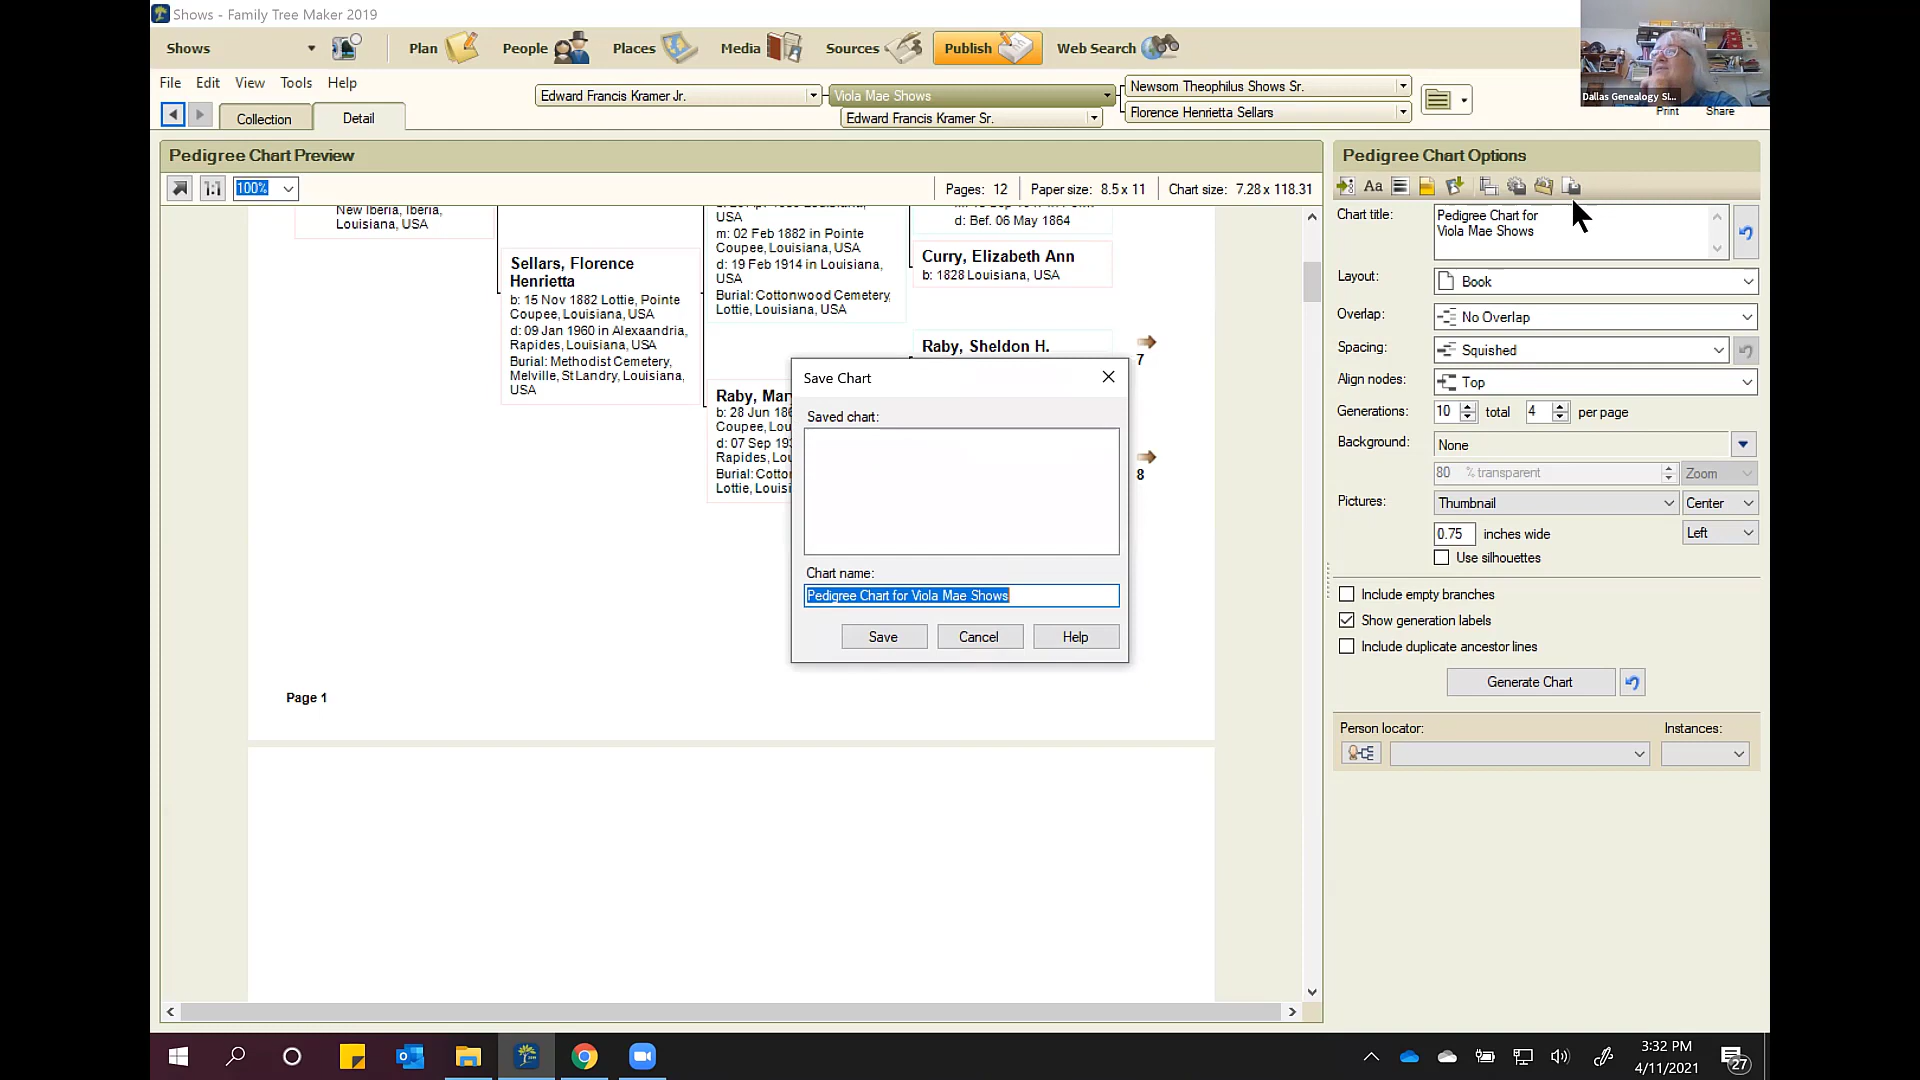 Shows - Family Tree Maker 2019
Shows
Plan
People
Places
Media
Sources
Publish
Web Search
File
Edit
View
Tools
Help
Edward Francis Kramer Jr.
Viola Mae Shows
Edward Francis Kramer Sr.
Newsom Theophilus Shows Sr.
Florence Henrietta Sellars
Dallas Genealogy SI...
Print
Share
Collection
Detail
Pedigree Chart Preview
100%
Pages: 12
Paper size: 8.5 x 11
Chart size: 7.28 x 118.31
New Iberia, Iberia,
Louisiana, USA
Sellars, Florence
Henrietta
b: 15 Nov 1882 Lottie, Pointe
Coupee, Louisiana, USA
d: 09 Jan 1960 in Alexaandria,
Rapides, Louisiana, USA
Burial: Methodist Cemetery,
Melville, St Landry, Louisiana,
USA
USA
m: 02 Feb 1882 in Pointe
Coupee, Louisiana, USA
d: 19 Feb 1914 in Louisiana,
USA
Burial: Cottonwood Cemetery,
Lottie, Louisiana, USA
d: Bef. 06 May 1864
Curry, Elizabeth Ann
b: 1828 Louisiana, USA
Raby, Sheldon H.
7
Raby, Mar
b: 28 Jun 186
Coupee, Lou
d: 07 Sep 193
Rapides, Lou
Burial: Cotto
Lottie, Louisi
8
Page 1
Save Chart
Saved chart:
Chart name:
Pedigree Chart for Viola Mae Shows
Save
Cancel
Help
Pedigree Chart Options
Aa
Chart title:
Pedigree Chart for
Viola Mae Shows
Layout:
Book
Overlap:
No Overlap
Spacing:
Squished
Align nodes:
Top
Generations:
10
total
4
per page
Background:
None
80
% transparent
Zoom
Pictures:
Thumbnail
Center
0.75
inches wide
Left
Use silhouettes
Include empty branches
Show generation labels
Include duplicate ancestor lines
Generate Chart
Person locator:
Instances:
3:32 PM
4/11/2021
27